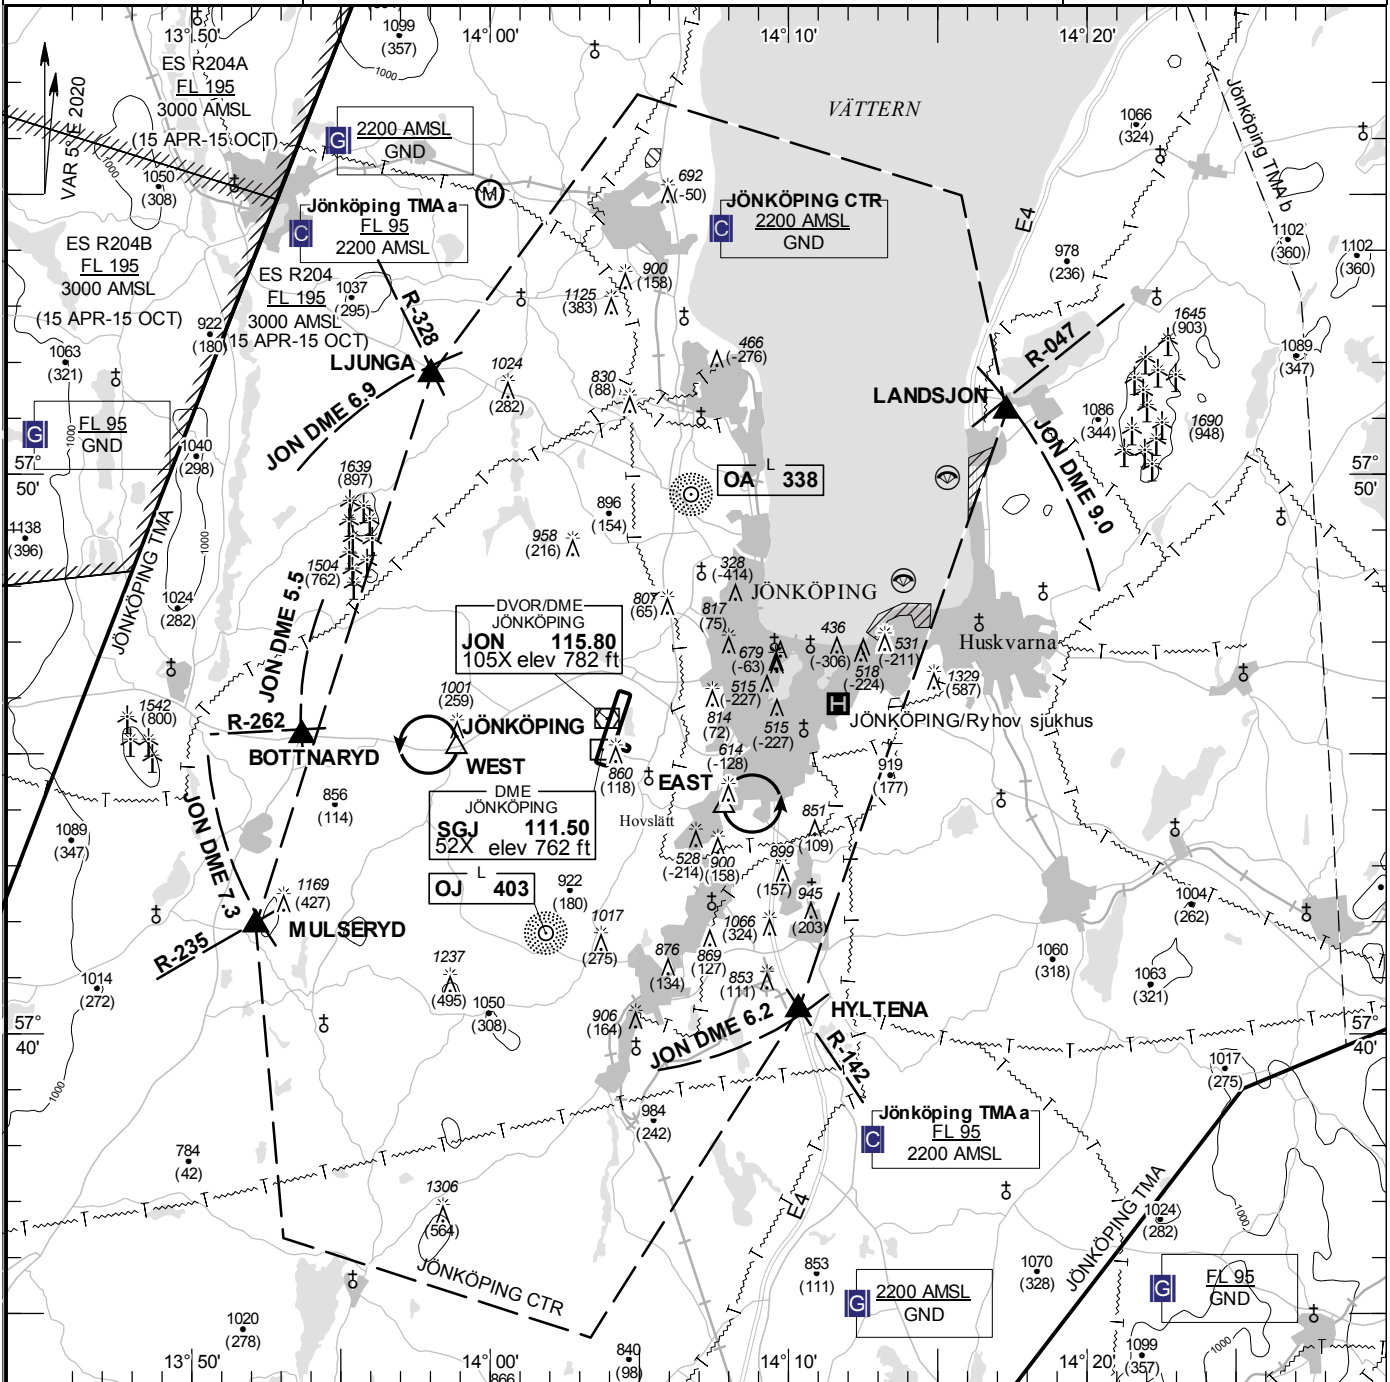 13°50'
14°00'
14°10'
14°20'
1099
(357)
1000
ES R204A
FL 195
3000 AMSL
(15 APR-15 OCT)
VAR 5° E 2020
1000
1050
(308)
G
2200 AMSL
GND
M
692
(-50)
VÄTTERN
1066
(324)
Jönköping TMA b
E4
Jönköping TMA a
C
FL 95
2200 AMSL
JÖNKÖPING CTR
C
2200 AMSL
GND
1102
(360)
1102
(360)
978
(236)
ES R204B
FL 195
3000 AMSL
(15 APR-15 OCT)
ES R204
FL 195
3000 AMSL
(15 APR-15 OCT)
1037
(295)
922
(180)
1063
(321)
R-328
900
(158)
1125
(383)
466
(-276)
R-047
1645
(903)
1089
(347)
LJUNGA
1024
(282)
830
(88)
JON DME 6.9
LANDSJON
1086
(344)
1690
(948)
JON DME 9.0
G
FL 95
GND
1000
1040
(298)
57°
50'
57°
50'
1639
(897)
L
OA 338
896
(154)
958
(216)
1138
(396)
1000
JÖNKÖPING TMA
1504
(762)
1024
(282)
JON DME 5.5
328
(-414)
JÖNKÖPING
807
(65)
817
(75)
DVOR/DME
JÖNKÖPING
JON 115.80
105X elev 782 ft
679
(-63)
436
(-306)
518
(-224)
531
(-211)
Huskvarna
1329
(587)
1001
(259)
515
(-227)
H
JÖNKÖPING/Ryhov sjukhus
1542
(800)
R-262
BOTTNARYD
JÖNKÖPING
WEST
814
(72)
515
(-227)
614
(-128)
EAST
860
(118)
919
(177)
DME
JÖNKÖPING
SGJ 111.50
52X elev 762 ft
Hovslätt
856
(114)
1089
(347)
JON DME 7.3
851
(109)
528
(-214)
900
(158)
899
(157)
L
OJ 403
922
(180)
945
(203)
1004
(262)
1169
(427)
MULSERYD
R-235
1017
(275)
1066
(324)
869
(127)
876
(134)
853
(111)
1060
(318)
1063
(321)
1237
(495)
1014
(272)
1050
(308)
906
(164)
HYLTENA
JON DME 6.2
R-142
57°
40'
57°
40'
1017
(275)
1000
984
(242)
Jönköping TMA a
C
FL 95
2200 AMSL
784
(42)
1306
(564)
E4
JÖNKÖPING TMA
1024
(282)
1000
JÖNKÖPING CTR
853
(111)
1070
(328)
G
2200 AMSL
GND
G
FL 95
GND
1020
(278)
840
(98)
1000
1099
(357)
13°50'
14°00'
14°10'
14°20'
866